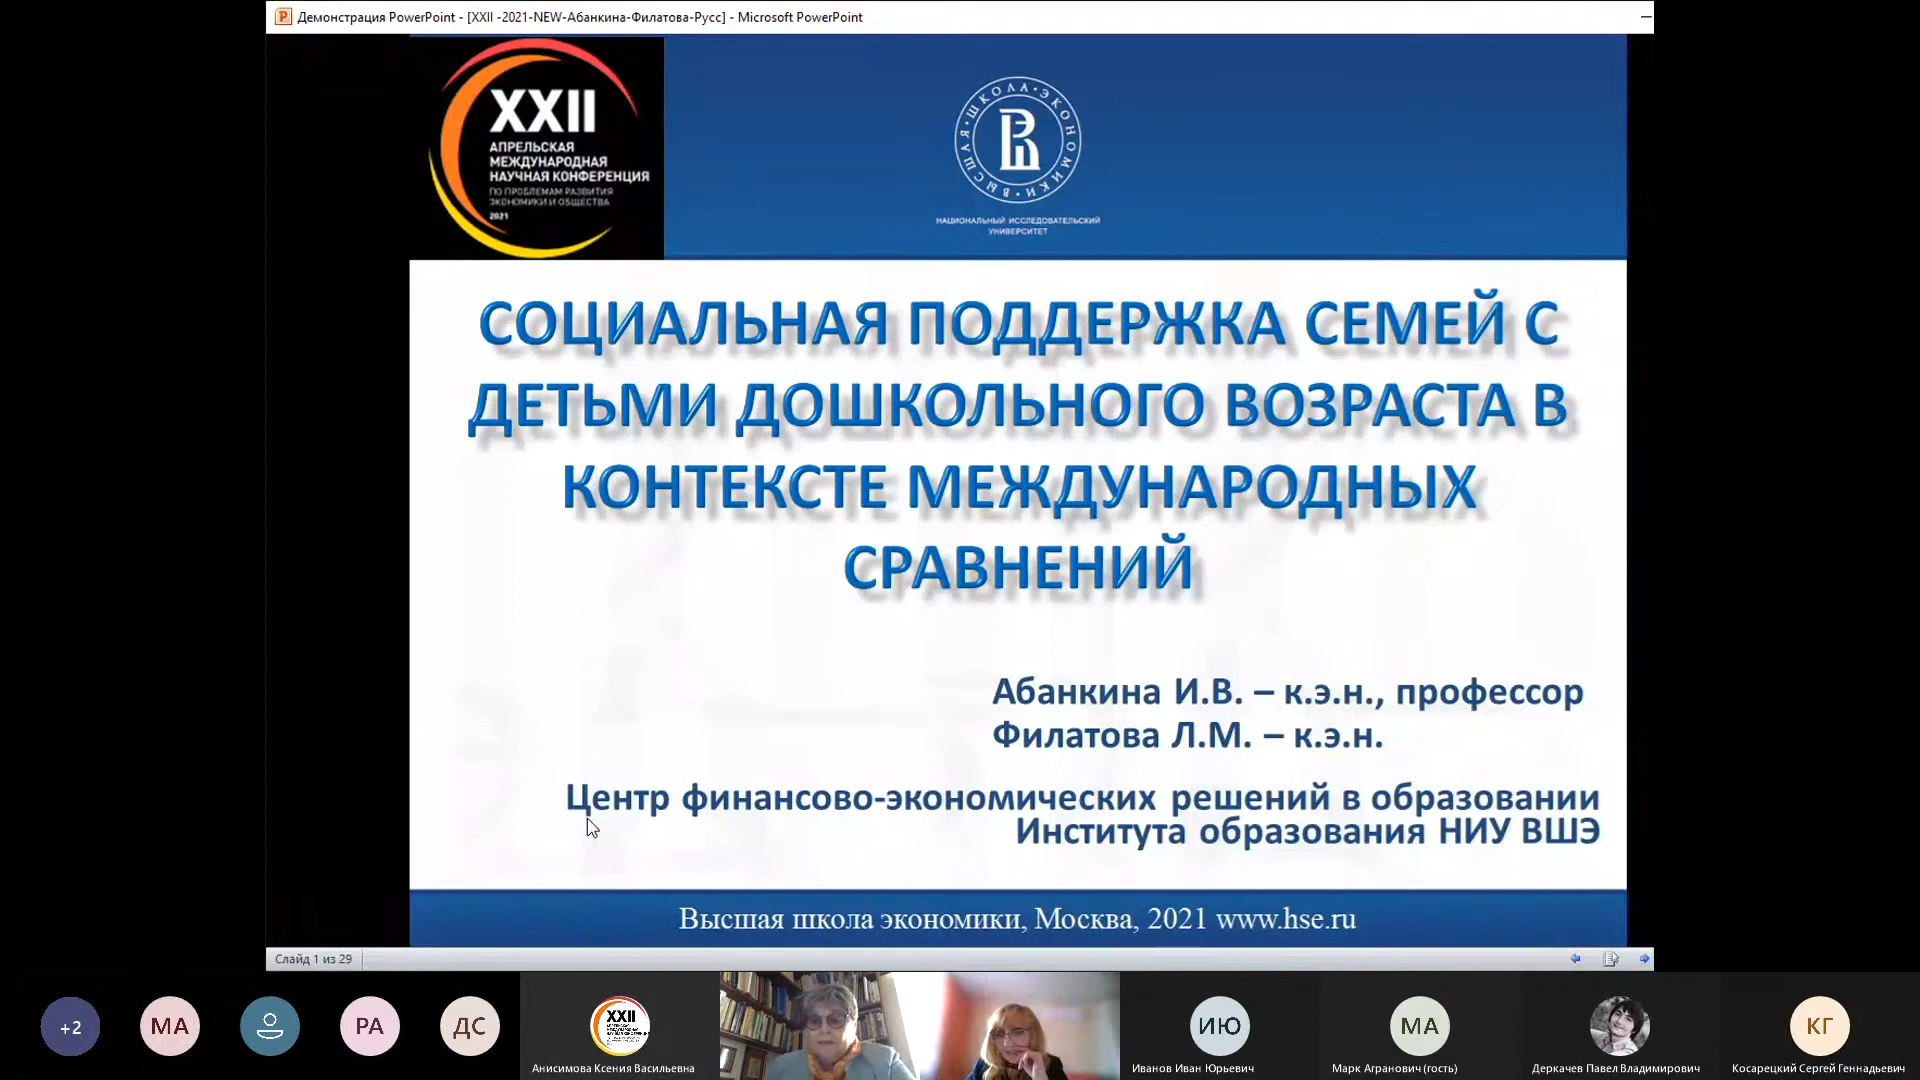 Демонстрация PowerPoint - [XXII -2021-NEW-Абанкина-Филатова-Русс] - Microsoft PowerPoint
XXII
АПРЕЛЬСКАЯ
МЕЖДУНАРОДНАЯ
НАУЧНАЯ КОНФЕРЕНЦИЯ
ПО ПРОБЛЕМАМ РАЗВИТИЯ
ЭКОНОМИКИ И ОБЩЕСТВА
2021
ВЫСШАЯ • ШКОЛА • ЭКОНОМИКИ
НАЦИОНАЛЬНЫЙ ИССЛЕДОВАТЕЛЬСКИЙ
УНИВЕРСИТЕТ
СОЦИАЛЬНАЯ ПОДДЕРЖКА СЕМЕЙ С
ДЕТЬМИ ДОШКОЛЬНОГО ВОЗРАСТА В
КОНТЕКСТЕ МЕЖДУНАРОДНЫХ
СРАВНЕНИЙ
Абанкина И.В. – к.э.н., профессор
Филатова Л.М. – к.э.н.
Центр финансово-экономических решений в образовании
Института образования НИУ ВШЭ
Высшая школа экономики, Москва, 2021 www.hse.ru
Слайд 1 из 29
+2
МА
РА
ДС
XXII
ИЮ
МА
КГ
Анисимова Ксения Васильевна
Иванов Иван Юрьевич
Марк Агранович (гость)
Деркачев Павел Владимирович
Косарецкий Сергей Геннадьевич